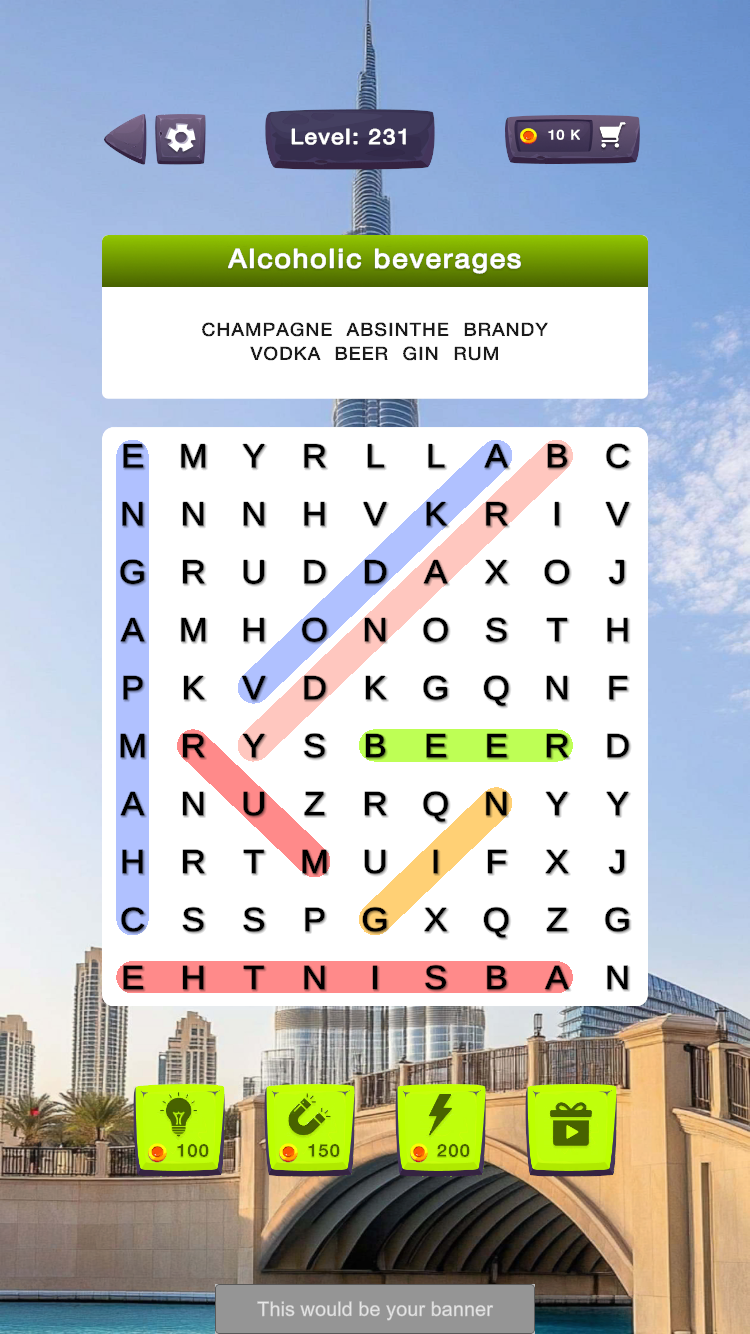 Level: 231
10 K
Alcoholic beverages
CHAMPAGNE ABSINTHE BRANDY
VODKA BEER GIN RUM
E M Y R L L A B C
N N N H V K R I V
G R U D D A X O J
A M H O N O S T H
P K V D K G Q N F
M R Y S B E E R D
A N U Z R Q N Y Y
H R T M U I F X J
C S S P G X Q Z G
E H T N I S B A N
100 150 200
This would be your banner